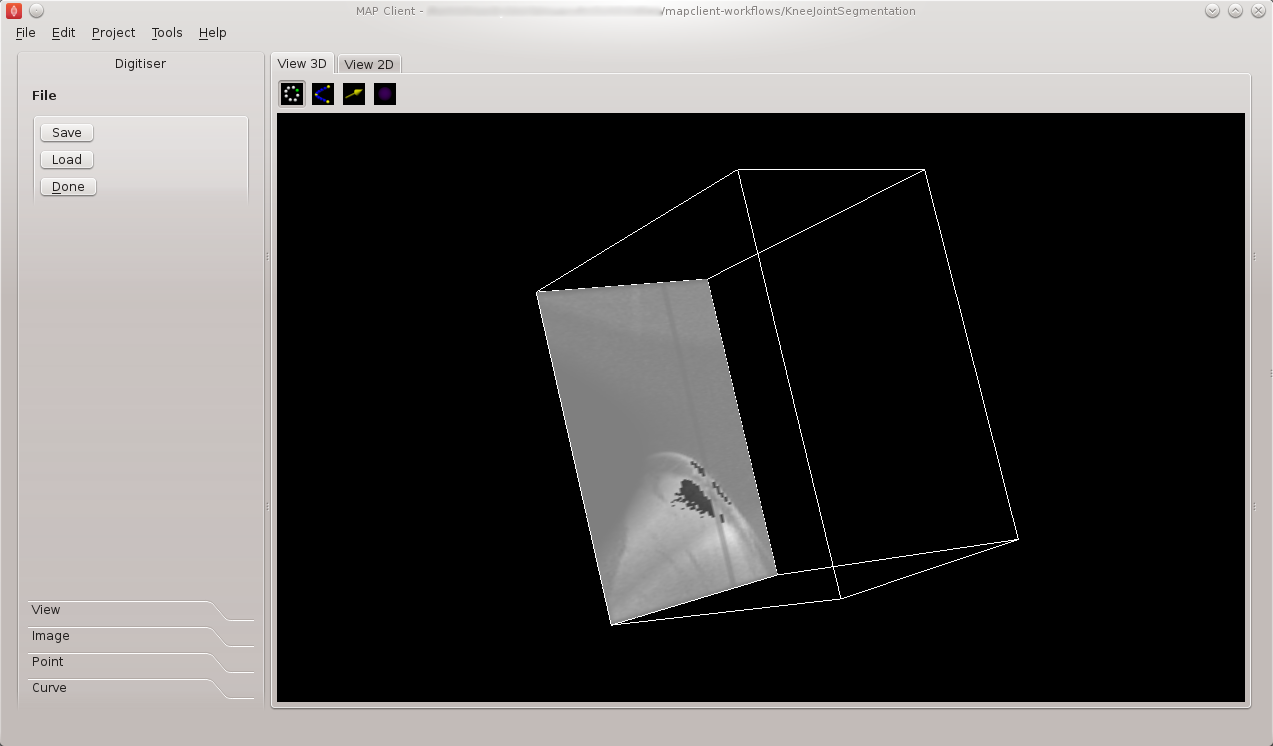 MAP Client - /mapclient-workflows/KneeJointSegmentation
File Edit Project Tools Help
Digitiser
File
Save
Load
Done
View
Image
Point
Curve
View 3D View 2D